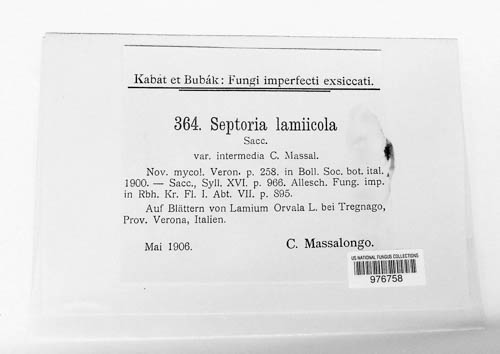 Kabát et Bubák: Fungi imperfecti exsiccati.
364. Septoria lamiicola
Sacc.
var. intermedia C. Massal.
Nov. mycol. Veron. p. 258. in Boll. Soc. bot. ital.
1900. — Sacc., Syll. XVI. p. 966. Allesch. Fung. imp.
in Rbh. Kr. Fl. I. Abt. VII. p. 895.
Auf Blättern von Lamium Orvala L. bei Tregnago,
Prov. Verona, Italien.
Mai 1906. C. Massalongo.
US NATIONAL FUNGUS COLLECTIONS
976758